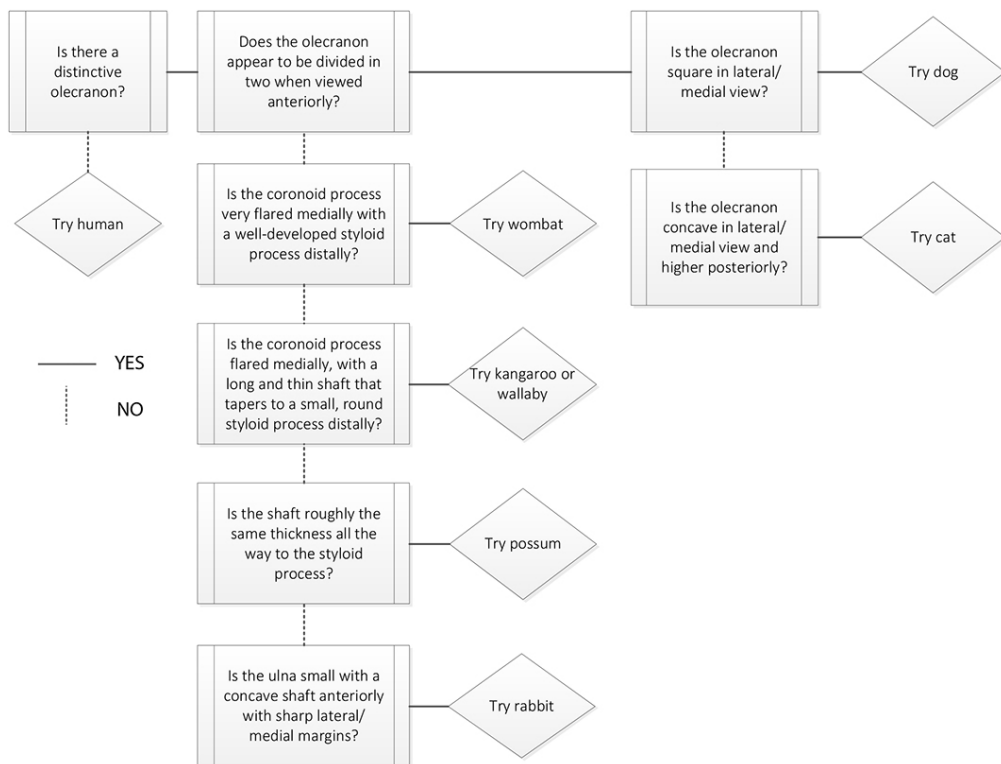 Is there a
distinctive
olecranon?
Does the olecranon
appear to be divided in
two when viewed
anteriorly?
Is the olecranon
square in lateral/
medial view?
Try dog
Try human
Is the coronoid process
very flared medially with
a well-developed styloid
process distally?
Try wombat
Is the olecranon
concave in lateral/
medial view and
higher posteriorly?
Try cat
YES
NO
Is the coronoid process
flared medially, with a
long and thin shaft that
tapers to a small, round
styloid process distally?
Try kangaroo or
wallaby
Is the shaft roughly the
same thickness all the
way to the styloid
process?
Try possum
Is the ulna small with a
concave shaft anteriorly
with sharp lateral/
medial margins?
Try rabbit